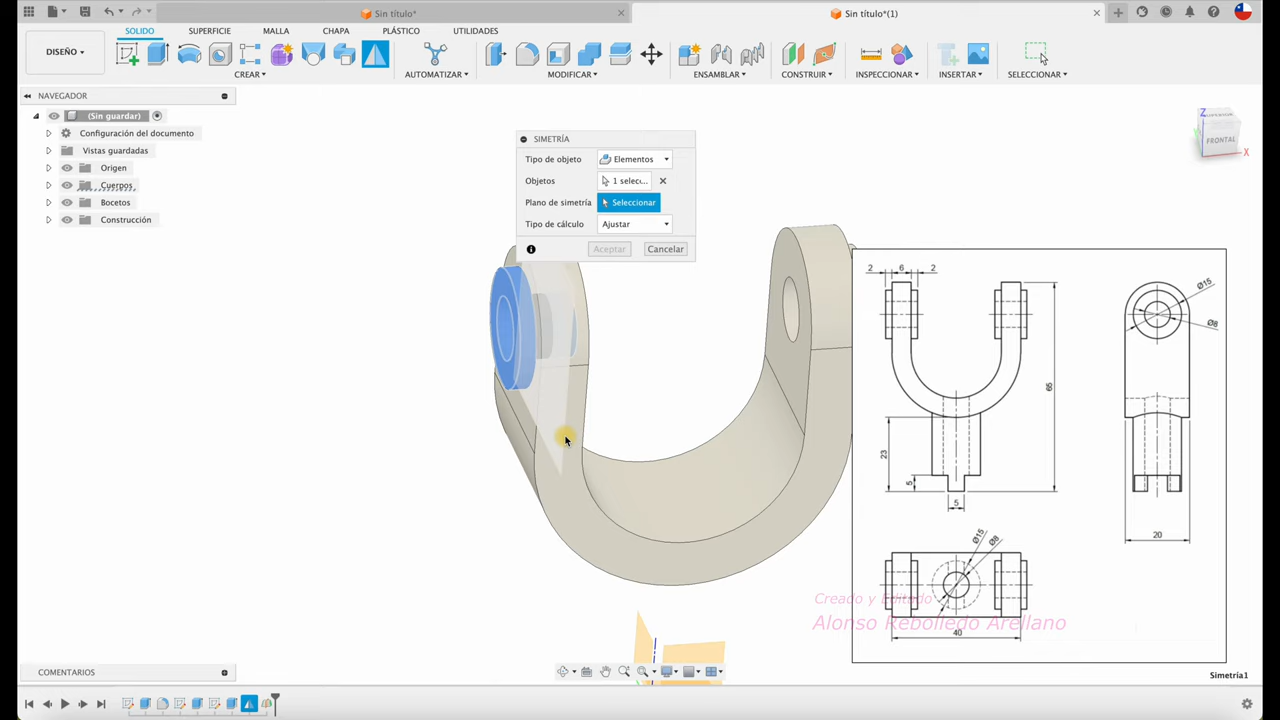 Sin título*
Sin título*(1)
DISEÑO
SÓLIDO
SUPERFICIE
MALLA
CHAPA
PLÁSTICO
UTILIDADES
CREAR
AUTOMATIZAR
MODIFICAR
ENSAMBLAR
CONSTRUIR
INSPECCIONAR
INSERTAR
SELECCIONAR
NAVEGADOR
(Sin guardar)
Configuración del documento
Vistas guardadas
Origen
Cuerpos
Bocetos
Construcción
SIMETRÍA
Tipo de objeto Elementos
Objetos 1 selec...
Plano de simetría Seleccionar
Tipo de cálculo Ajustar
Aceptar Cancelar
Z
FRONTAL
X
2 6 2
Ø15
Ø8
65
23
5
5
20
Ø15
Ø8
40
Creado y Editado
Alonso Rebolledo Arellano
COMENTARIOS
Simetría1